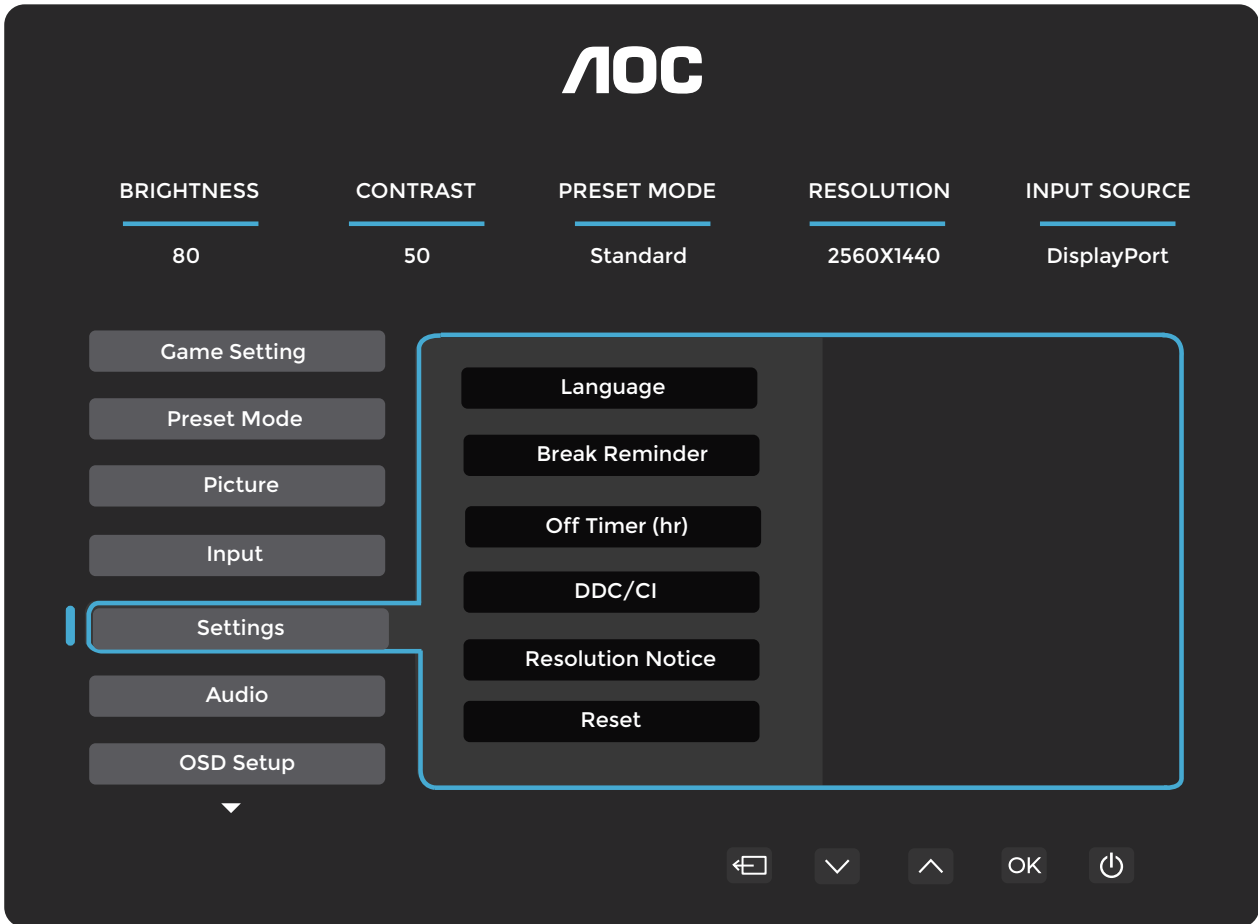 AOC
BRIGHTNESS CONTRAST PRESET MODE RESOLUTION INPUT SOURCE
80 50 Standard 2560X1440 DisplayPort
Game Setting
Preset Mode
Picture
Input
Settings
Audio
OSD Setup
Language
Break Reminder
Off Timer (hr)
DDC/CI
Resolution Notice
Reset
OK